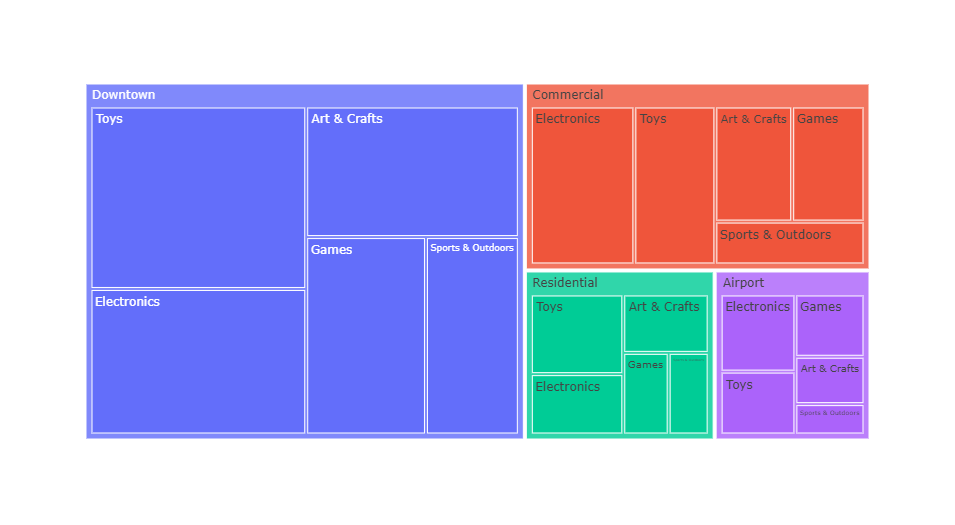 Downtown
Toys
Art & Crafts
Games
Sports & Outdoors
Electronics
Commercial
Electronics
Toys
Art & Crafts
Games
Sports & Outdoors
Residential
Toys
Art & Crafts
Electronics
Games
Airport
Electronics
Games
Art & Crafts
Toys
Sports & Outdoors